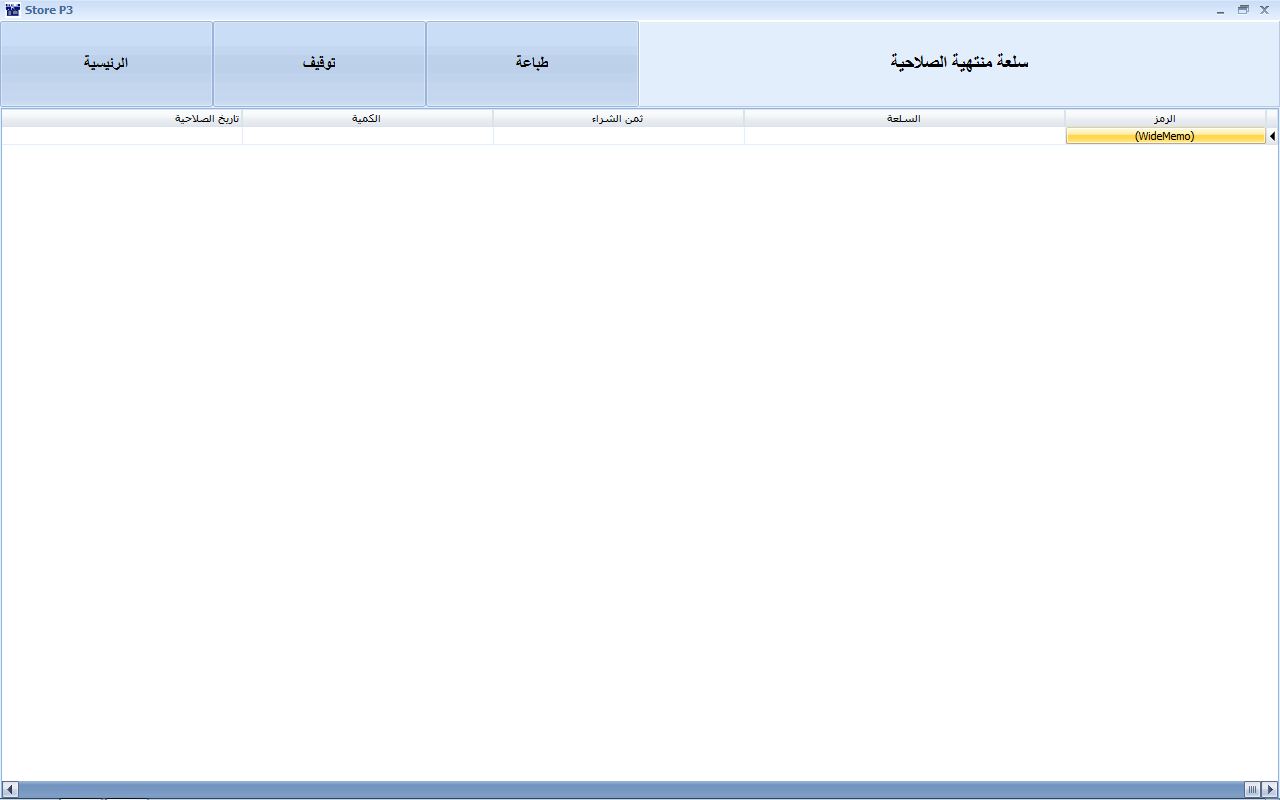 Store P3
سلعة منتهية الصلاحية
طباعة
توقيف
الرئيسية
الرمز
السلعة
ثمن الشراء
الكمية
تاريخ الصلاحية
(WideMemo)